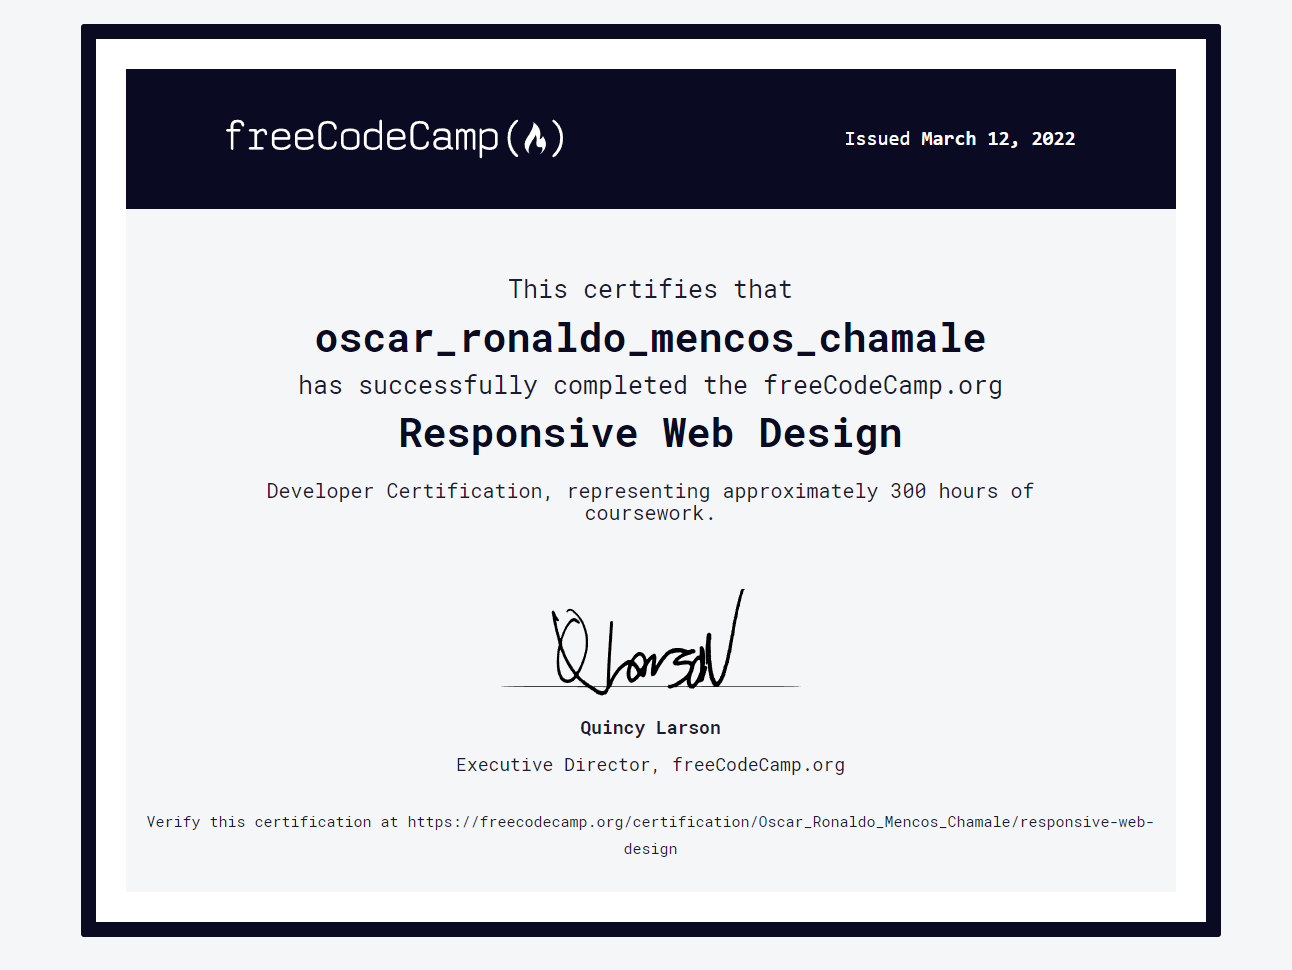 freeCodeCamp()
Issued March 12, 2022
This certifies that
oscar_ronaldo_mencos_chamale
has successfully completed the freeCodeCamp.org
Responsive Web Design
Developer Certification, representing approximately 300 hours of
coursework.
Q Larson
Quincy Larson
Executive Director, freeCodeCamp.org
Verify this certification at https://freecodecamp.org/certification/Oscar_Ronaldo_Mencos_Chamale/responsive-web-
design